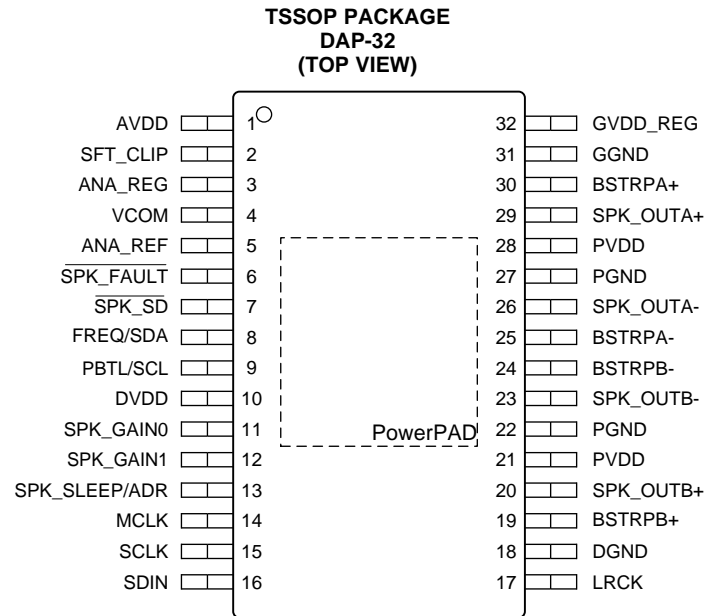 TSSOP PACKAGE
DAP-32
(TOP VIEW)
AVDD 1 32 GVDD_REG
SFT_CLIP 2 31 GGND
ANA_REG 3 30 BSTRPA+
VCOM 4 29 SPK_OUTA+
ANA_REF 5 28 PVDD
SPK_FAULT 6 27 PGND
SPK_SD 7 26 SPK_OUTA-
FREQ/SDA 8 25 BSTRPA-
PBTL/SCL 9 24 BSTRPB-
DVDD 10 23 SPK_OUTB-
SPK_GAIN0 11 PowerPAD 22 PGND
SPK_GAIN1 12 21 PVDD
SPK_SLEEP/ADR 13 20 SPK_OUTB+
MCLK 14 19 BSTRPB+
SCLK 15 18 DGND
SDIN 16 17 LRCK